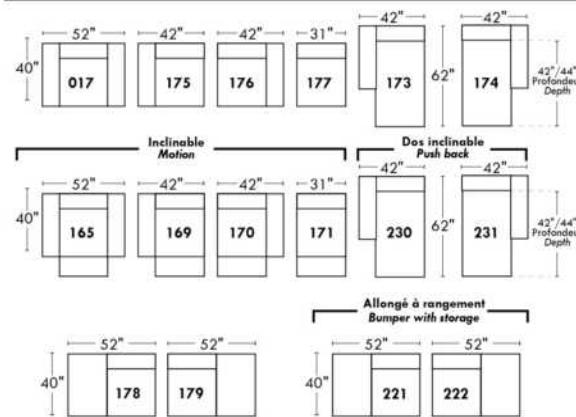 52" 42" 42" 31" 42" 42"
40" 017 175 176 177 173 62" 174 42"/44"
Profondeur
Depth
Inclinable
Motion
Dos inclinable
Push back
52" 42" 42" 31" 42" 42"
40" 165 169 170 171 230 62" 231 42"/44"
Profondeur
Depth
Allongé à rangement
Bumper with storage
52" 52" 52" 52"
40" 178 179 40" 221 222